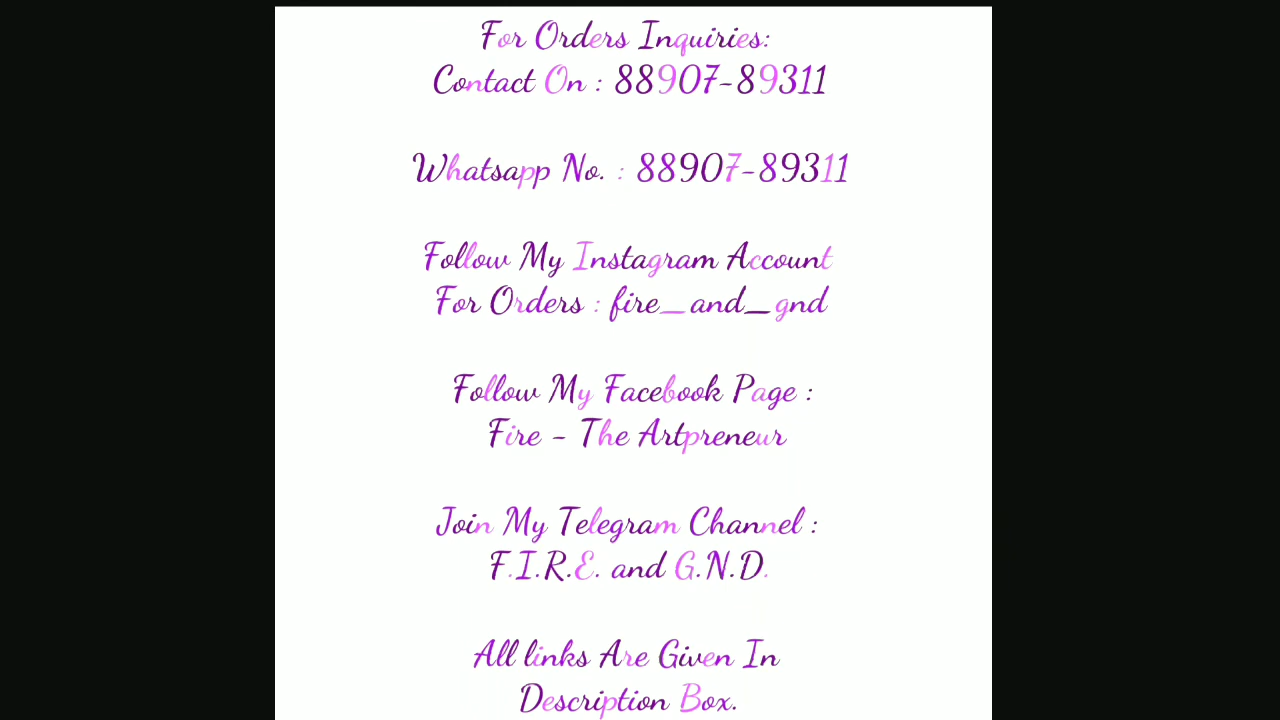 For Orders Inquiries:
Contact On : 88907-89311
Whatsapp No. : 88907-89311
Follow My Instagram Account
For Orders : fire_and_gnd
Follow My Facebook Page :
Fire - The Artpreneur
Join My Telegram Channel :
F.I.R.E. and G.N.D.
All links Are Given In
Description Box.